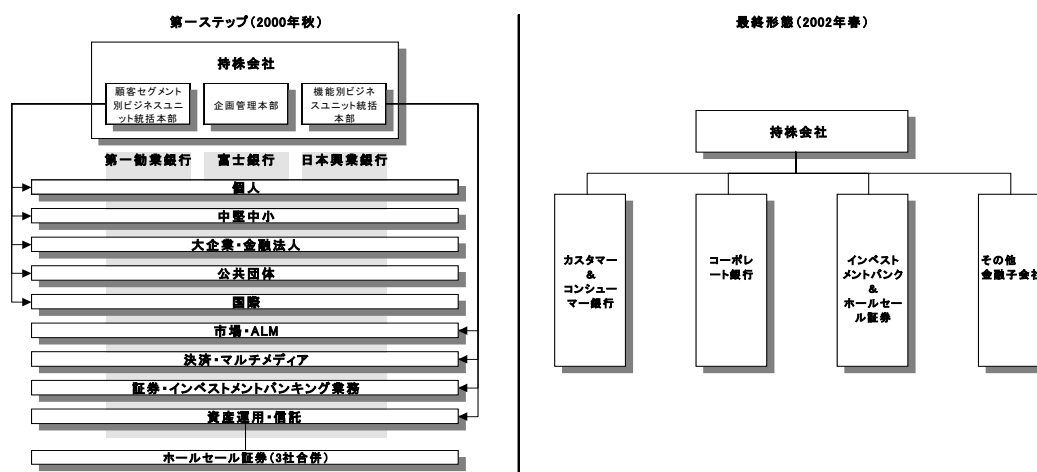 第一ステップ(2000年秋)
持株会社
顧客セグメント
別ビジネスユニ
ット統括本部
企画管理本部
機能別ビジネ
スユニット統括
本部
第一勧業銀行
富士銀行
日本興業銀行
個人
中堅中小
大企業・金融法人
公共団体
国際
市場・ALM
決済・マルチメディア
証券・インベストメントバンキング業務
資産運用・信託
ホールセール証券(3社合併)
最終形態(2002年春)
持株会社
カスタマー
&
コンシュー
マー銀行
コーポレ
ート銀行
インベスト
メントバンク
&
ホールセー
ル証券
その他
金融子会社